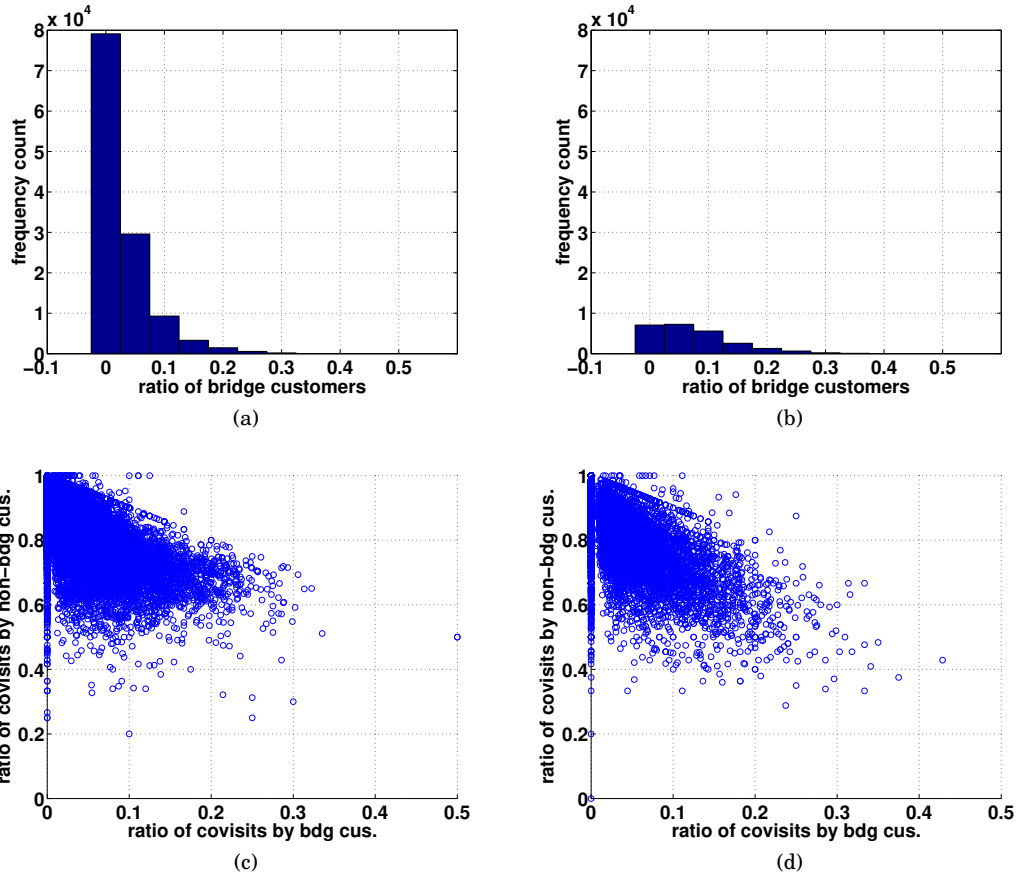 x 10^4
8
7
6
5
4
3
2
1
0
frequency count
−0.1 0 0.1 0.2 0.3 0.4 0.5
ratio of bridge customers
(a)
x 10^4
8
7
6
5
4
3
2
1
0
frequency count
−0.1 0 0.1 0.2 0.3 0.4 0.5
ratio of bridge customers
(b)
1
0.8
0.6
0.4
0.2
0
ratio of covisits by non−bdg cus.
0 0.1 0.2 0.3 0.4 0.5
ratio of covisits by bdg cus.
(c)
1
0.8
0.6
0.4
0.2
0
ratio of covisits by non−bdg cus.
0 0.1 0.2 0.3 0.4 0.5
ratio of covisits by bdg cus.
(d)